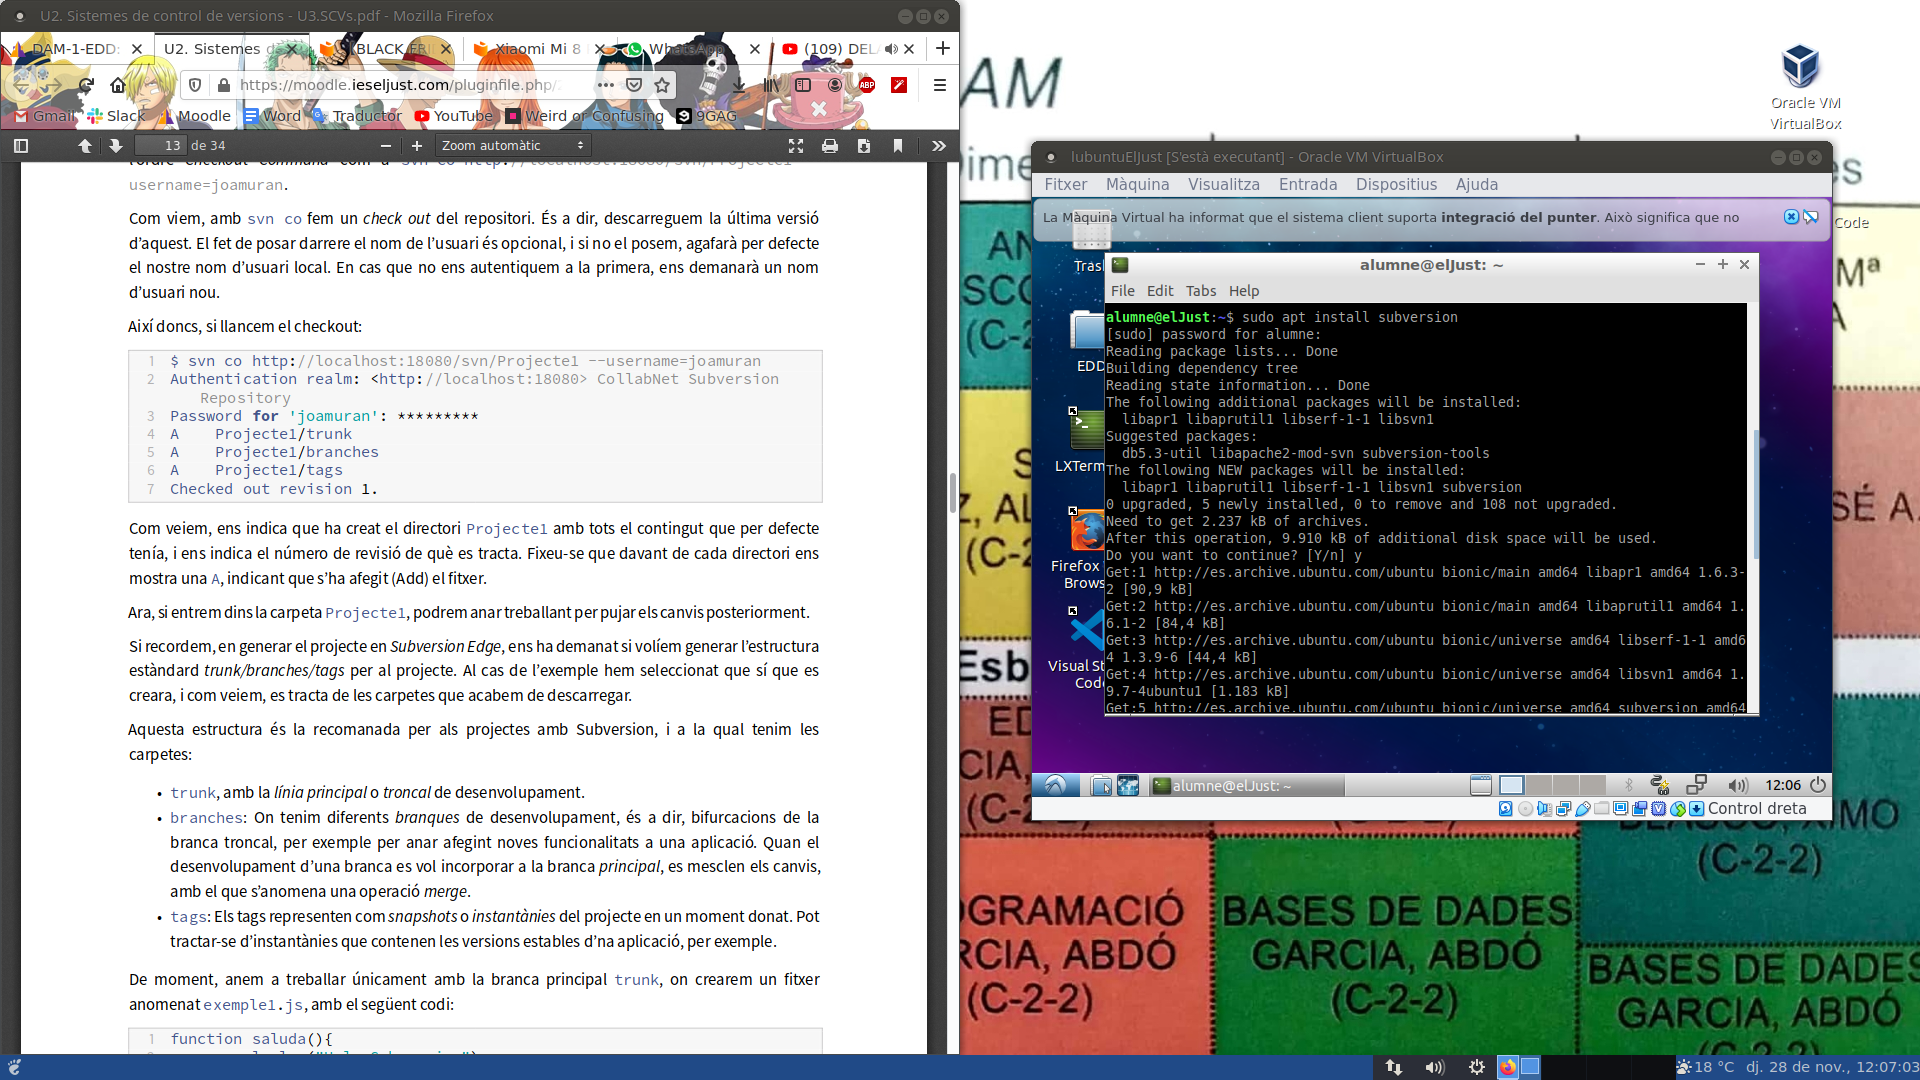 U2. Sistemes de control de versions - U3.SCVs.pdf - Mozilla Firefox
DAM-1-EDD:
U2. Sistemes d
BLACK FRI
Xiaomi Mi 8
WhatsApp
(109) DEL
https://moodle.ieseljust.com/pluginfile.php/
ABP
Gmail
Slack
Moodle
Word
Traductor
YouTube
Weird or Confusing
9GAG
13 de 34
Zoom automàtic
l'ordre checkout command com a svn co http://localhost:18080/svn/Projecte1
username=joamuran.
Com viem, amb svn co fem un check out del repositori. És a dir, descarreguem la última versió
d'aquest. El fet de posar darrere el nom de l'usuari és opcional, i si no el posem, agafarà per defecte
el nostre nom d'usuari local. En cas que no ens autentiquem a la primera, ens demanarà un nom
d'usuari nou.
Així doncs, si llancem el checkout:
1 $ svn co http://localhost:18080/svn/Projecte1 --username=joamuran
2 Authentication realm: <http://localhost:18080> CollabNet Subversion
Repository
3 Password for 'joamuran': *********
4 A    Projecte1/trunk
5 A    Projecte1/branches
6 A    Projecte1/tags
7 Checked out revision 1.
Com veiem, ens indica que ha creat el directori Projecte1 amb tots el contingut que per defecte
tenía, i ens indica el número de revisió de què es tracta. Fixeu-se que davant de cada directori ens
mostra una A, indicant que s'ha afegit (Add) el fitxer.
Ara, si entrem dins la carpeta Projecte1, podrem anar treballant per pujar els canvis posteriorment.
Si recordem, en generar el projecte en Subversion Edge, ens ha demanat si volíem generar l'estructura
estàndard trunk/branches/tags per al projecte. Al cas de l'exemple hem seleccionat que sí que es
creara, i com veiem, es tracta de les carpetes que acabem de descarregar.
Aquesta estructura és la recomanada per als projectes amb Subversion, i a la qual tenim les
carpetes:
• trunk, amb la línia principal o troncal de desenvolupament.
• branches: On tenim diferents branques de desenvolupament, és a dir, bifurcacions de la
branca troncal, per exemple per anar afegint noves funcionalitats a una aplicació. Quan el
desenvolupament d'una branca es vol incorporar a la branca principal, es mesclen els canvis,
amb el que s'anomena una operació merge.
• tags: Els tags representen com snapshots o instantànies del projecte en un moment donat. Pot
tractar-se d'instantànies que contenen les versions estables d'na aplicació, per exemple.
De moment, anem a treballar únicament amb la branca principal trunk, on crearem un fitxer
anomenat exemple1.js, amb el següent codi:
1 function saluda(){
AM
Oracle VM
VirtualBox
Code
lubuntuElJust [S'està executant] - Oracle VM VirtualBox
Fitxer Màquina Visualitza Entrada Dispositius Ajuda
La Màquina Virtual ha informat que el sistema client suporta integració del punter. Això significa que no
Trash
EDD
LXTerm
Firefox
Brows
Visual St
Code
alumne@elJust: ~
File Edit Tabs Help
alumne@elJust:~$ sudo apt install subversion
[sudo] password for alumne:
Reading package lists... Done
Building dependency tree
Reading state information... Done
The following additional packages will be installed:
  libapr1 libaprutil1 libserf-1-1 libsvn1
Suggested packages:
  db5.3-util libapache2-mod-svn subversion-tools
The following NEW packages will be installed:
  libapr1 libaprutil1 libserf-1-1 libsvn1 subversion
0 upgraded, 5 newly installed, 0 to remove and 108 not upgraded.
Need to get 2.237 kB of archives.
After this operation, 9.910 kB of additional disk space will be used.
Do you want to continue? [Y/n] y
Get:1 http://es.archive.ubuntu.com/ubuntu bionic/main amd64 libapr1 amd64 1.6.3-
2 [90,9 kB]
Get:2 http://es.archive.ubuntu.com/ubuntu bionic/main amd64 libaprutil1 amd64 1.
6.1-2 [84,4 kB]
Get:3 http://es.archive.ubuntu.com/ubuntu bionic/universe amd64 libserf-1-1 amd6
4 1.3.9-6 [44,4 kB]
Get:4 http://es.archive.ubuntu.com/ubuntu bionic/universe amd64 libsvn1 amd64 1.
9.7-4ubuntu1 [1.183 kB]
Get:5 http://es.archive.ubuntu.com/ubuntu bionic/universe amd64 subversion amd64
alumne@elJust: ~
12:06
Control dreta
Esb
(C-2-2)
OGRAMACIÓ
RCIA, ABDÓ
(C-2-2)
BASES DE DADES
GARCIA, ABDÓ
(C-2-2)
BASES DE DADES
GARCIA, ABDÓ
18 °C
dj. 28 de nov., 12:07:03